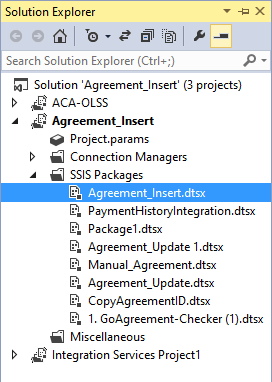 Solution Explorer
Search Solution Explorer (Ctrl+;)
Solution 'Agreement_Insert' (3 projects)
ACA-OLSS
Agreement_Insert
Project.params
Connection Managers
SSIS Packages
Agreement_Insert.dtsx
PaymentHistoryIntegration.dtsx
Package1.dtsx
Agreement_Update 1.dtsx
Manual_Agreement.dtsx
Agreement_Update.dtsx
CopyAgreementID.dtsx
1. GoAgreement-Checker (1).dtsx
Miscellaneous
Integration Services Project1